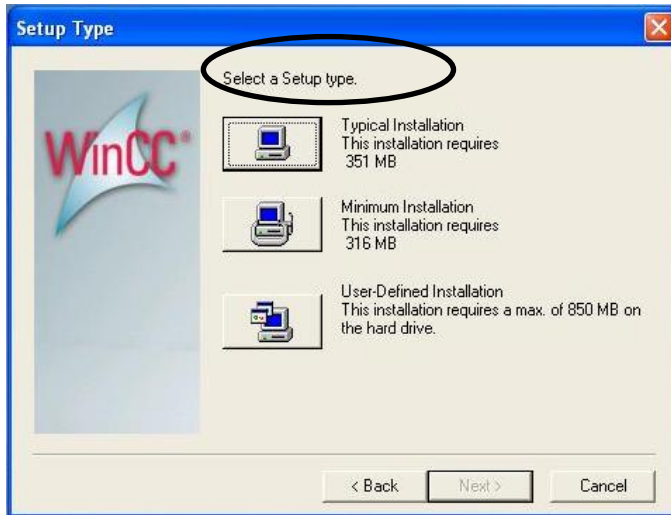 Setup Type
Select a Setup type.
WinCC®
Typical Installation
This installation requires
351 MB
Minimum Installation
This installation requires
316 MB
User-Defined Installation
This installation requires a max. of 850 MB on
the hard drive.
< Back
Next >
Cancel